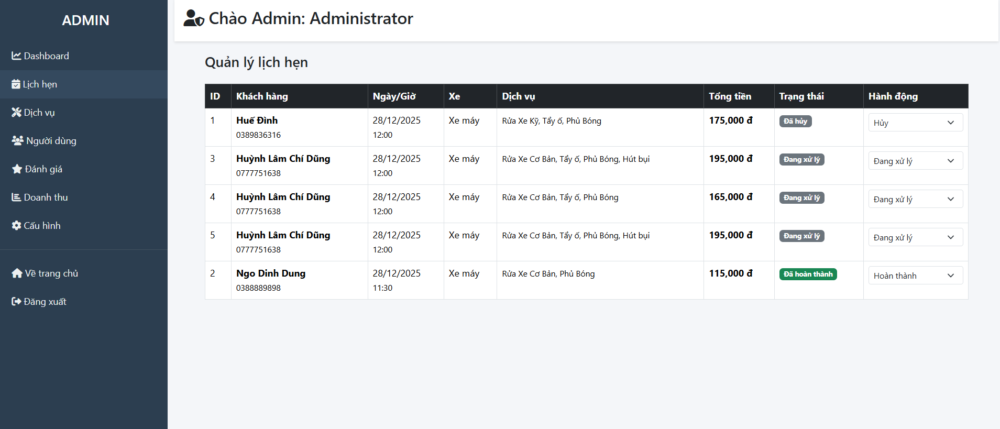 ADMIN
Dashboard
Lịch hẹn
Dịch vụ
Người dùng
Đánh giá
Doanh thu
Cấu hình
Về trang chủ
Đăng xuất
Chào Admin: Administrator
Quản lý lịch hẹn
ID Khách hàng Ngày/Giờ Xe Dịch vụ Tổng tiền Trạng thái Hành động
1 Huế Đình 28/12/2025 Xe máy Rửa Xe Kỹ, Tẩy ố, Phủ Bóng 175,000 đ Đã hủy Hủy
0389836316 12:00
3 Huỳnh Lâm Chí Dũng 28/12/2025 Xe máy Rửa Xe Cơ Bản, Tẩy ố, Phủ Bóng, Hút bụi 195,000 đ Đang xử lý Đang xử lý
0777751638 12:00
4 Huỳnh Lâm Chí Dũng 28/12/2025 Xe máy Rửa Xe Cơ Bản, Tẩy ố, Phủ Bóng 165,000 đ Đang xử lý Đang xử lý
0777751638 12:00
5 Huỳnh Lâm Chí Dũng 28/12/2025 Xe máy Rửa Xe Cơ Bản, Tẩy ố, Phủ Bóng, Hút bụi 195,000 đ Đang xử lý Đang xử lý
0777751638 12:00
2 Ngo Dinh Dung 28/12/2025 Xe máy Rửa Xe Cơ Bản, Phủ Bóng 115,000 đ Đã hoàn thành Hoàn thành
0388889898 11:30